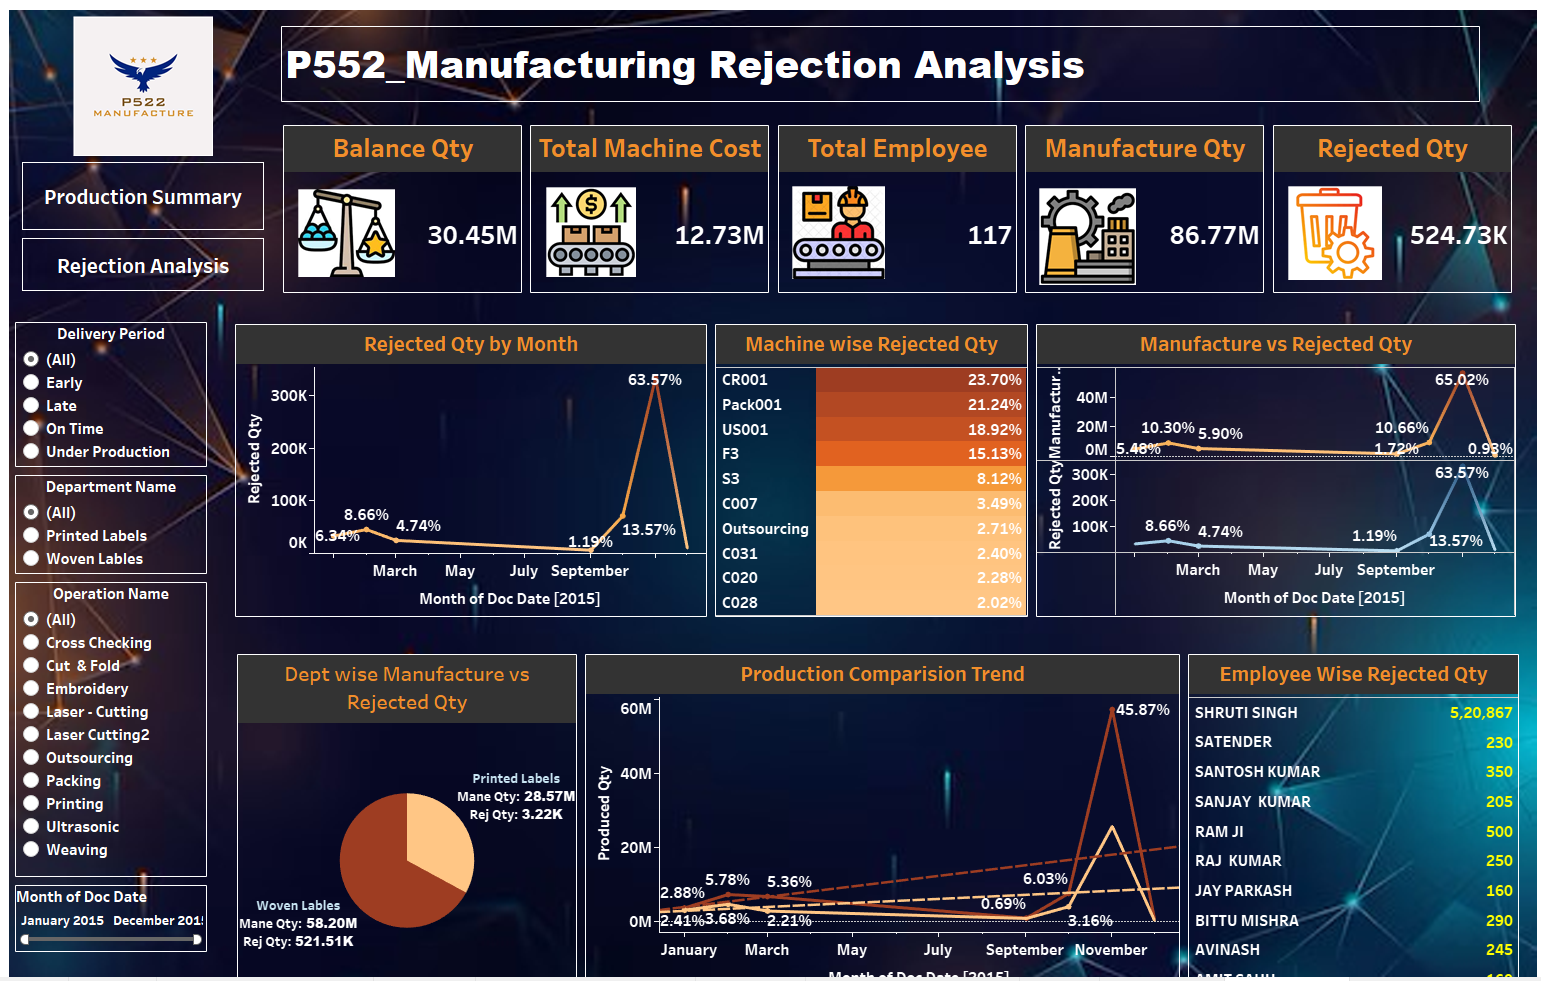 P522
MANUFACTURE
P552_Manufacturing Rejection Analysis
Production Summary
Rejection Analysis
Balance Qty
30.45M
Total Machine Cost
12.73M
Total Employee
117
Manufacture Qty
86.77M
Rejected Qty
524.73K
Delivery Period
(All)
Early
Late
On Time
Under Production
Department Name
(All)
Printed Labels
Woven Lables
Operation Name
(All)
Cross Checking
Cut & Fold
Embroidery
Laser - Cutting
Laser Cutting2
Outsourcing
Packing
Printing
Ultrasonic
Weaving
Month of Doc Date
January 2015 December 201
Rejected Qty by Month
Rejected Qty
300K
200K
100K
0K
6.34%
8.66%
4.74%
1.19%
13.57%
63.57%
March May July September
Month of Doc Date [2015]
Machine wise Rejected Qty
CR001 23.70%
Pack001 21.24%
US001 18.92%
F3 15.13%
S3 8.12%
C007 3.49%
Outsourcing 2.71%
C031 2.40%
C020 2.28%
C028 2.02%
Manufacture vs Rejected Qty
Manufactur..
40M
20M
0M
5.48%
10.30%
5.90%
1.72%
10.66%
65.02%
0.93%
Rejected Qty
300K
200K
100K
8.66%
4.74%
1.19%
13.57%
63.57%
March May July September
Month of Doc Date [2015]
Dept wise Manufacture vs
Rejected Qty
Printed Labels
Mane Qty: 28.57M
Rej Qty: 3.22K
Woven Lables
Mane Qty: 58.20M
Rej Qty: 521.51K
Production Comparision Trend
Produced Qty
60M
40M
20M
0M
2.88%
5.78%
5.36%
0.69%
6.03%
45.87%
2.41%
3.68%
2.21%
3.16%
January March May July September November
Month of Doc Date [2015]
Employee Wise Rejected Qty
SHRUTI SINGH 5,20,867
SATENDER 230
SANTOSH KUMAR 350
SANJAY KUMAR 205
RAM JI 500
RAJ KUMAR 250
JAY PARKASH 160
BITTU MISHRA 290
AVINASH 245